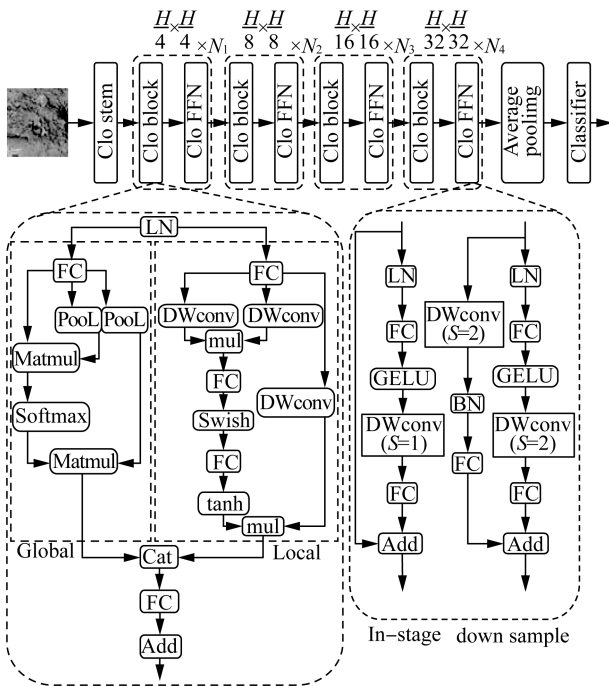 H/4×H/4×N₁
H/8×H/8×N₂
H/16×H/16×N₃
H/32×H/32×N₄
Clo stem
Clo block
Clo FFN
Clo block
Clo FFN
Clo block
Clo FFN
Clo block
Clo FFN
Average poolimg
Classifier
LN
FC
PooL
PooL
Matmul
Softmax
Matmul
Global
FC
DWconv
DWconv
mul
FC
Swish
DWconv
FC
tanh
mul
Local
Cat
FC
Add
LN
FC
GELU
DWconv
(S=1)
FC
Add
In-stage
DWconv
(S=2)
BN
FC
LN
FC
GELU
DWconv
(S=2)
FC
Add
down sample